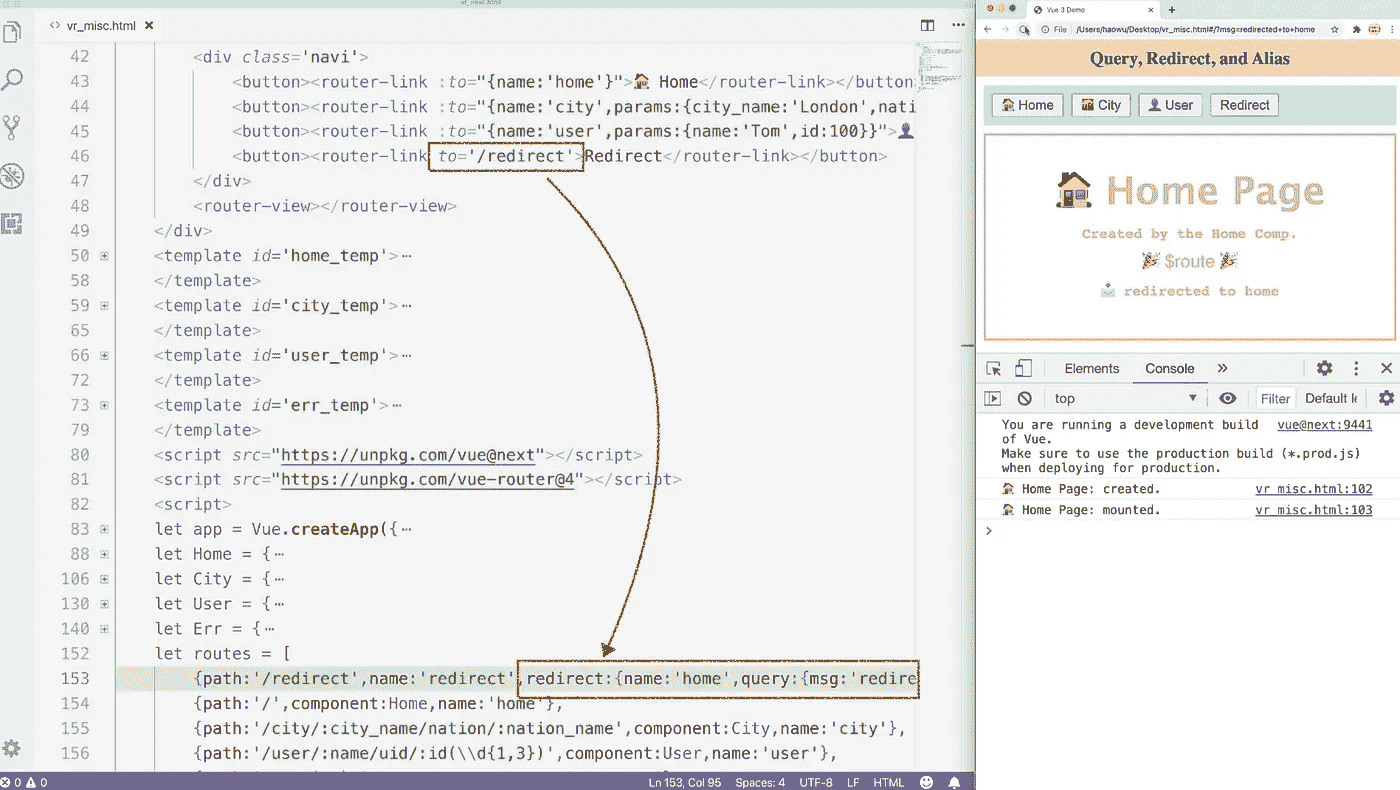 vr_misc.html
vr_misc.html
42 <div class='navi'>
43 <button><router-link :to="{name:'home'}">🏠 Home</router-link></button
44 <button><router-link :to="{name:'city',params:{city_name:'London',nati
45 <button><router-link :to="{name:'user',params:{name:'Tom',id:100}}">👤
46 <button><router-link to='/redirect'>Redirect</router-link></button>
47 </div>
48 <router-view></router-view>
49 </div>
50 <template id='home_temp'>⋯
58 </template>
59 <template id='city_temp'>⋯
65 </template>
66 <template id='user_temp'>⋯
72 </template>
73 <template id='err_temp'>⋯
79 </template>
80 <script src="https://unpkg.com/vue@next"></script>
81 <script src="https://unpkg.com/vue-router@4"></script>
82 <script>
83 let app = Vue.createApp({⋯
88 let Home = {⋯
106 let City = {⋯
130 let User = {⋯
140 let Err = {⋯
152 let routes = [
153 {path:'/redirect',name:'redirect',redirect:{name:'home',query:{msg:'redire
154 {path:'/',component:Home,name:'home'},
155 {path:'/city/:city_name/nation/:nation_name',component:City,name:'city'},
156 {path:'/user/:name/uid/:id(\\d{1,3})',component:User,name:'user'},
0 0 Ln 153, Col 95 Spaces: 4 UTF-8 LF HTML
Vue 3 Demo
File /Users/haowu/Desktop/vr_misc.html#/?msg=redirected+to+home
Query, Redirect, and Alias
🏠 Home City 👤 User Redirect
🏠 Home Page
Created by the Home Comp.
🎉 $route 🎉
📩 redirected to home
Elements Console »
top Filter Default l
You are running a development build vue@next:9441
of Vue.
Make sure to use the production build (*.prod.js)
when deploying for production.
🏠 Home Page: created. vr misc.html:102
🏠 Home Page: mounted. vr misc.html:103
>